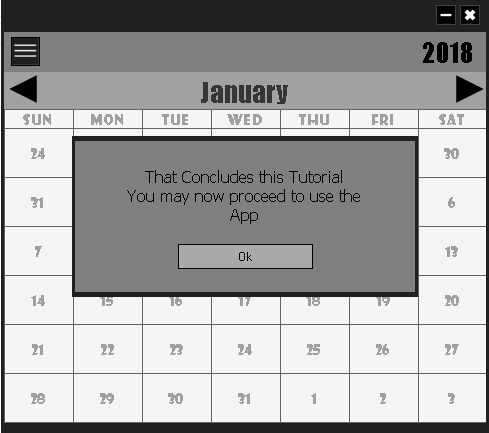 2018
January
SUN MON TUE WED THU FRI SAT
24 30
31 6
7 13
That Concludes this Tutorial
You may now proceed to use the
App
Ok
14 15 16 17 18 19 20
21 22 23 24 25 26 27
28 29 30 31 1 2 3